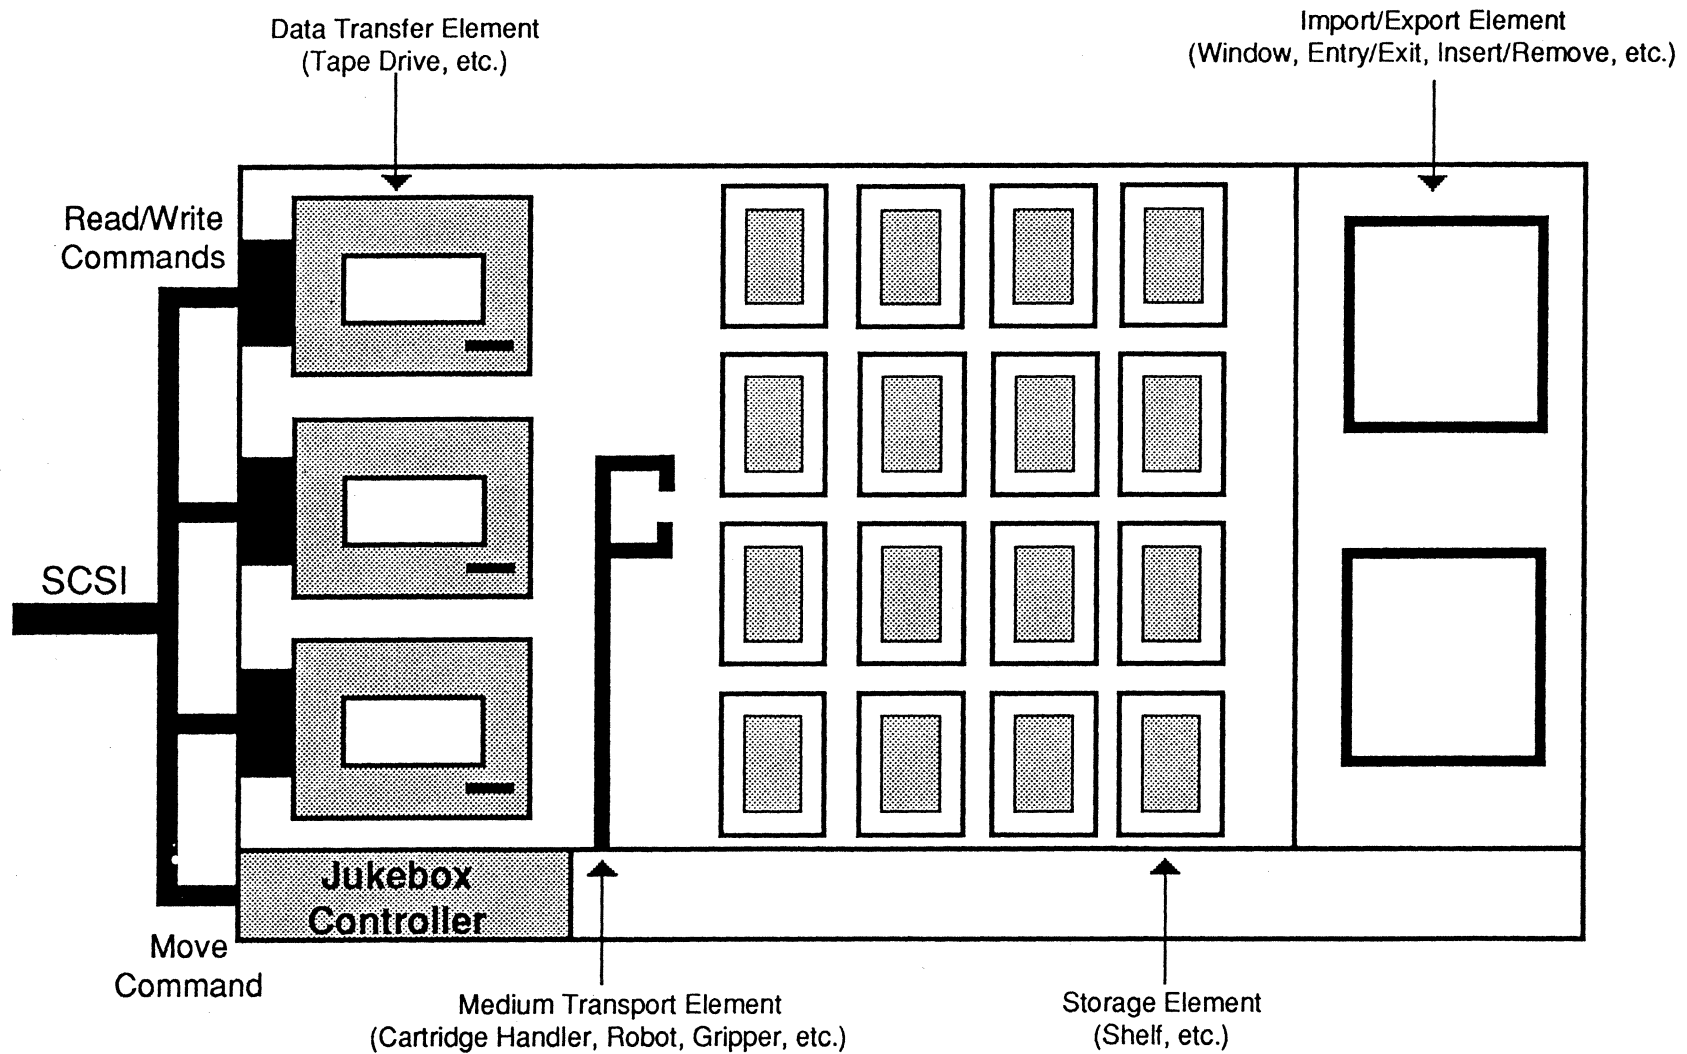 Data Transfer Element
(Tape Drive, etc.)
Import/Export Element
(Window, Entry/Exit, Insert/Remove, etc.)
Read/Write
Commands
SCSI
Jukebox
Controller
Move
Command
Medium Transport Element
(Cartridge Handler, Robot, Gripper, etc.)
Storage Element
(Shelf, etc.)